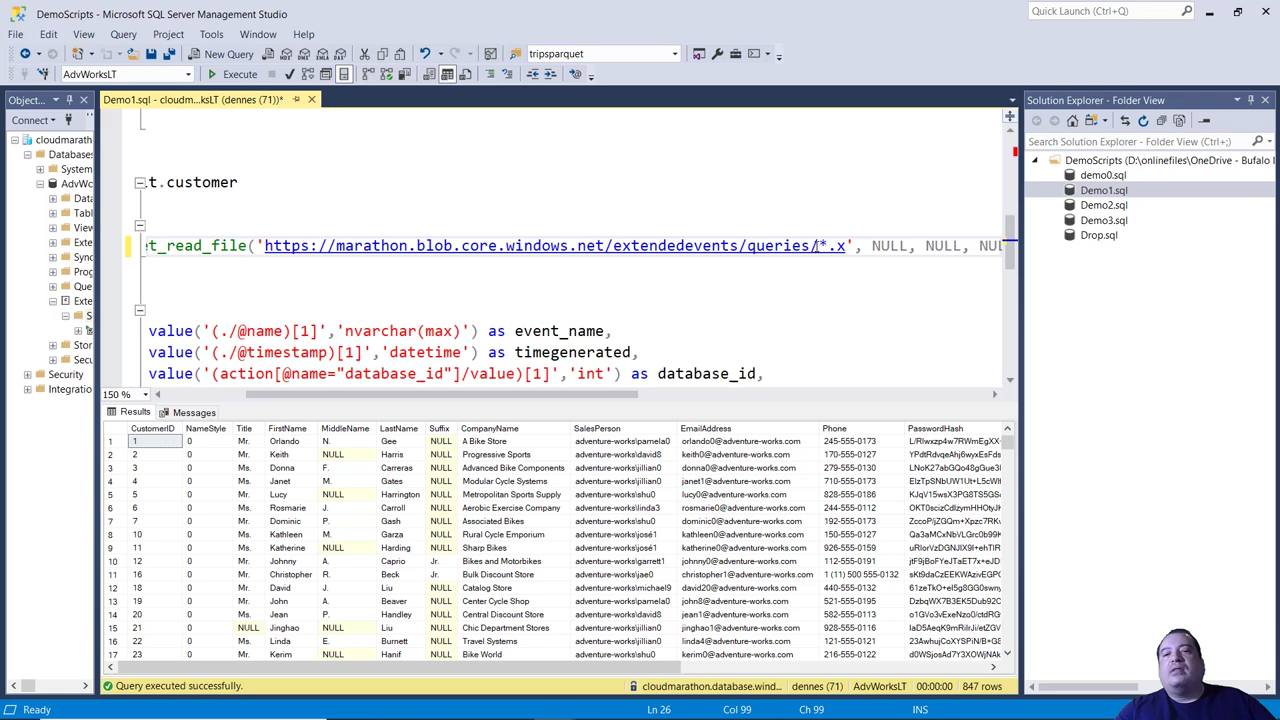 DemoScripts - Microsoft SQL Server Management Studio
Quick Launch (Ctrl+Q)
File Edit View Query Project Tools Window Help
New Query tripsparquet
AdvWorksLT Execute
Object... Demo1.sql - cloudm...ksLT (dennes (71))* Solution Explorer - Folder View
Connect
Search Solution Explorer - Folder View (Ctrl+;)
cloudmarath
Databases
System
AdvWo
Data
Table
View
Exter
Syno
Prog
Quer
Exte
S
Stor
Secu
Security
Integratio
lt.customer
et_read_file('https://marathon.blob.core.windows.net/extendedevents/queries/*.x', NULL, NULL, NUL
value('(./@name)[1]','nvarchar(max)') as event_name,
value('(./@timestamp)[1]','datetime') as timegenerated,
value('(action[@name="database_id"]/value)[1]','int') as database_id,
150 %
DemoScripts (D:\onlinefiles\OneDrive - Bufalo I
demo0.sql
Demo1.sql
Demo2.sql
Demo3.sql
Drop.sql
Results Messages
CustomerID NameStyle Title FirstName MiddleName LastName Suffix CompanyName SalesPerson EmailAddress Phone PasswordHash
1 1 0 Mr. Orlando N. Gee NULL A Bike Store adventure-works\pamela0 orlando0@adventure-works.com 245-555-0173
2 2 0 Mr. Keith NULL Harris NULL Progressive Sports adventure-works\david8 keith0@adventure-works.com 170-555-0127
3 3 0 Ms. Donna F. Carreras NULL Advanced Bike Components adventure-works\jillian0 donna0@adventure-works.com 279-555-0130
4 4 0 Ms. Janet M. Gates NULL Modular Cycle Systems adventure-works\jillian0 janet1@adventure-works.com 710-555-0173
5 5 0 Mr. Lucy NULL Harrington NULL Metropolitan Sports Supply adventure-works\shu0 lucy0@adventure-works.com 828-555-0186
6 6 0 Ms. Rosmarie J. Carroll NULL Aerobic Exercise Company adventure-works\linda3 rosmarie0@adventure-works.com 244-555-0112
7 7 0 Mr. Dominic P. Gash NULL Associated Bikes adventure-works\shu0 dominic0@adventure-works.com 192-555-0173
8 10 0 Ms. Kathleen M. Garza NULL Rural Cycle Emporium adventure-works\josé1 kathleen0@adventure-works.com 150-555-0127
9 11 0 Ms. Katherine NULL Harding NULL Sharp Bikes adventure-works\josé1 katherine0@adventure-works.com 926-555-0159
10 12 0 Mr. Johnny A. Caprio Jr. Bikes and Motorbikes adventure-works\garrett1 johnny0@adventure-works.com 112-555-0191
11 16 0 Mr. Christopher R. Beck Jr. Bulk Discount Store adventure-works\jae0 christopher1@adventure-works.com 1 (11) 500 555-0132
12 18 0 Mr. David J. Liu NULL Catalog Store adventure-works\michael9 david20@adventure-works.com 440-555-0132
13 19 0 Mr. John A. Beaver NULL Center Cycle Shop adventure-works\pamela0 john8@adventure-works.com 521-555-0195
14 20 0 Ms. Jean P. Handley NULL Central Discount Store adventure-works\david8 jean1@adventure-works.com 582-555-0113
15 21 0 NULL Jinghao NULL Liu NULL Chic Department Stores adventure-works\jillian0 jinghao1@adventure-works.com 928-555-0116
16 22 0 Ms. Linda E. Burnett NULL Travel Systems adventure-works\jillian0 linda4@adventure-works.com 121-555-0121
17 23 0 Mr. Kerim NULL Hanif NULL Bike World adventure-works\shu0 kerim0@adventure-works.com 216-555-0122
Query executed successfully. cloudmarathon.database.wind... dennes (71) AdvWorksLT 00:00:00 847 rows
Ready Ln 26 Col 99 Ch 99 INS